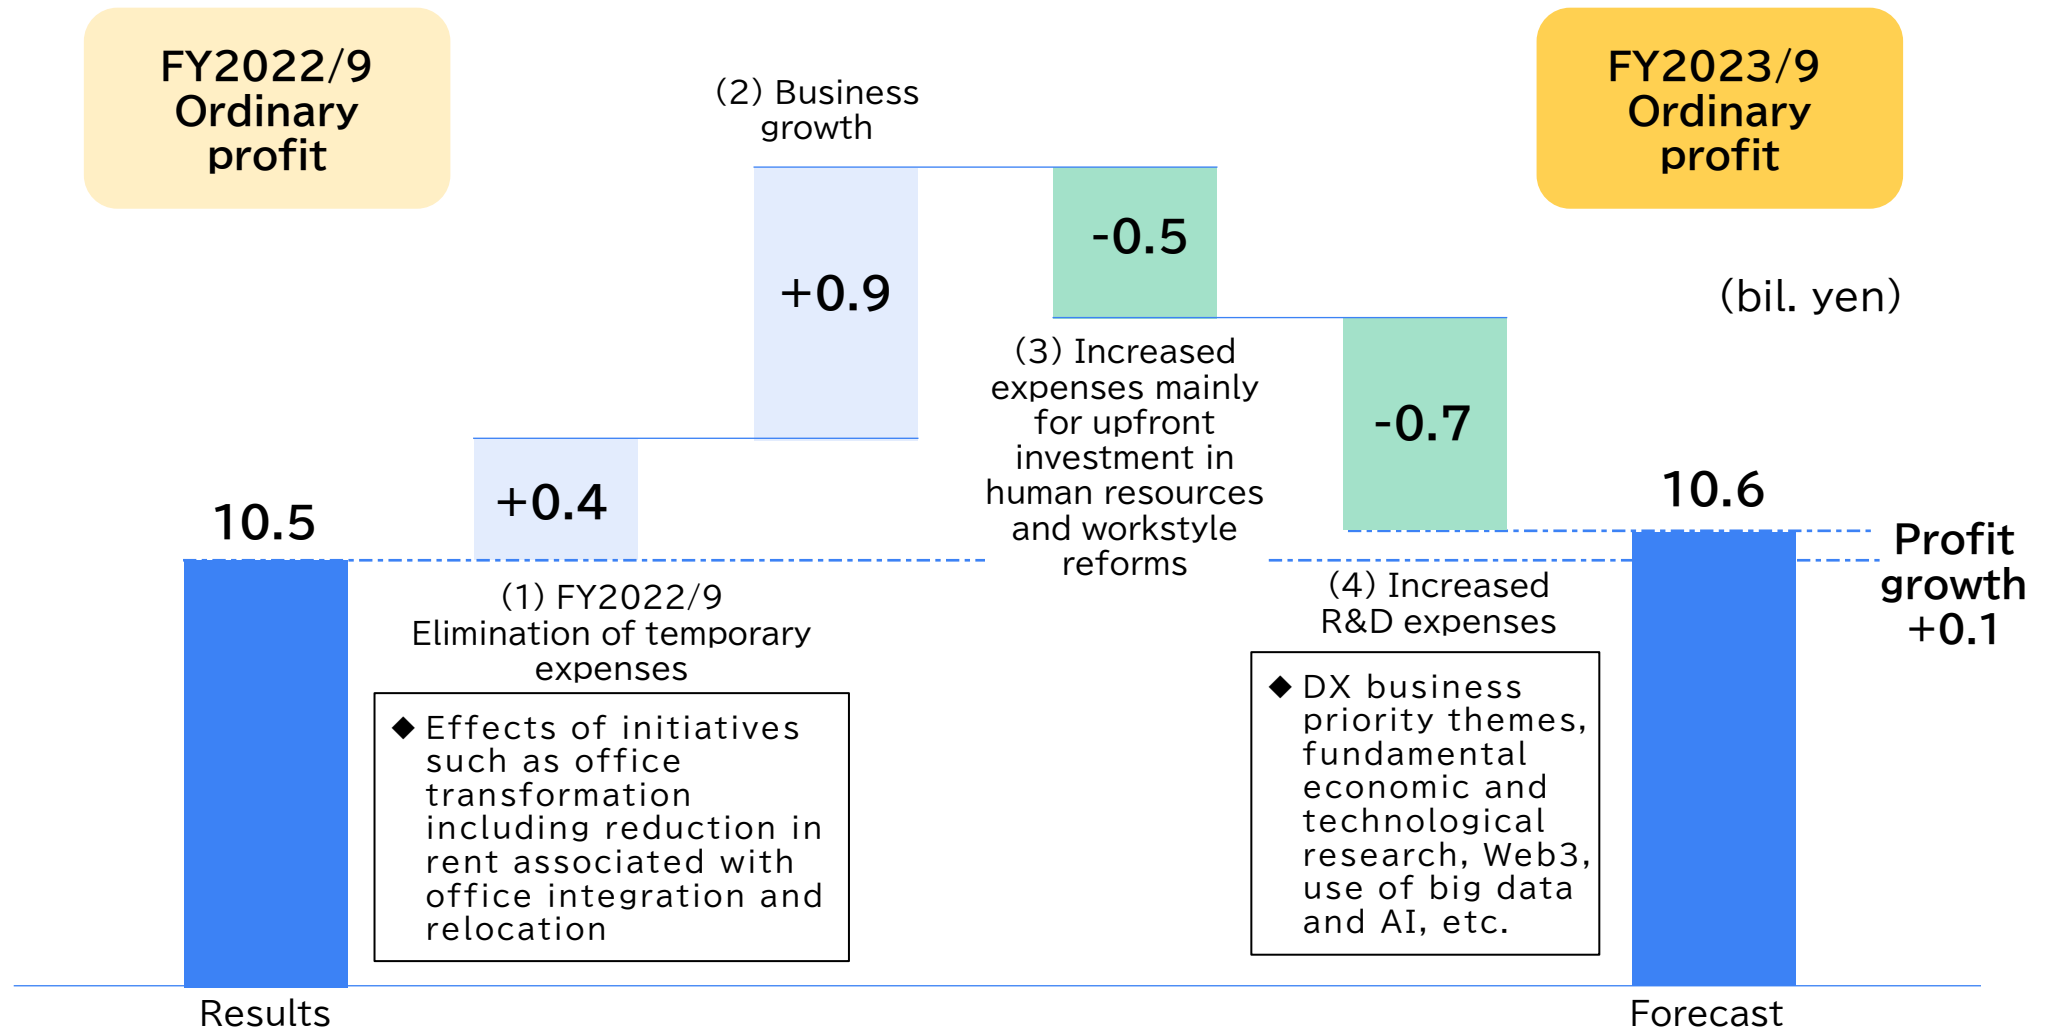 FY2022/9
Ordinary
profit
FY2023/9
Ordinary
profit
(bil. yen)
10.5
Results
+0.4
(1) FY2022/9
Elimination of temporary
expenses
◆ Effects of initiatives
such as office
transformation
including reduction in
rent associated with
office integration and
relocation
(2) Business
growth
+0.9
-0.5
(3) Increased
expenses mainly
for upfront
investment in
human resources
and workstyle
reforms
-0.7
(4) Increased
R&D expenses
◆ DX business
priority themes,
fundamental
economic and
technological
research, Web3,
use of big data
and AI, etc.
10.6
Forecast
Profit
growth
+0.1